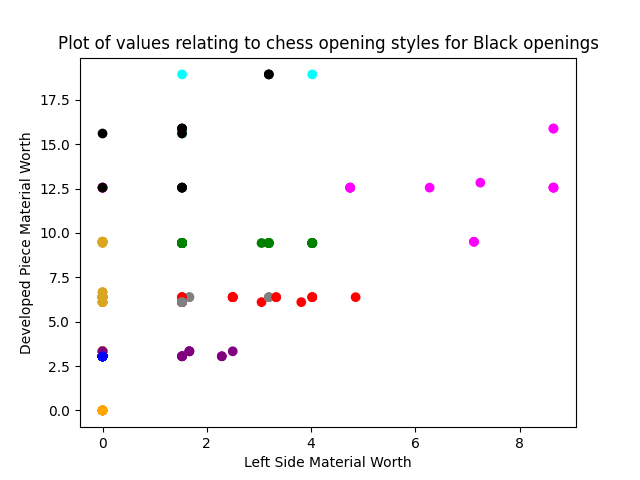 Plot of values relating to chess opening styles for Black openings
17.5
15.0
12.5
10.0
7.5
5.0
2.5
0.0
Developed Piece Material Worth
0 2 4 6 8
Left Side Material Worth